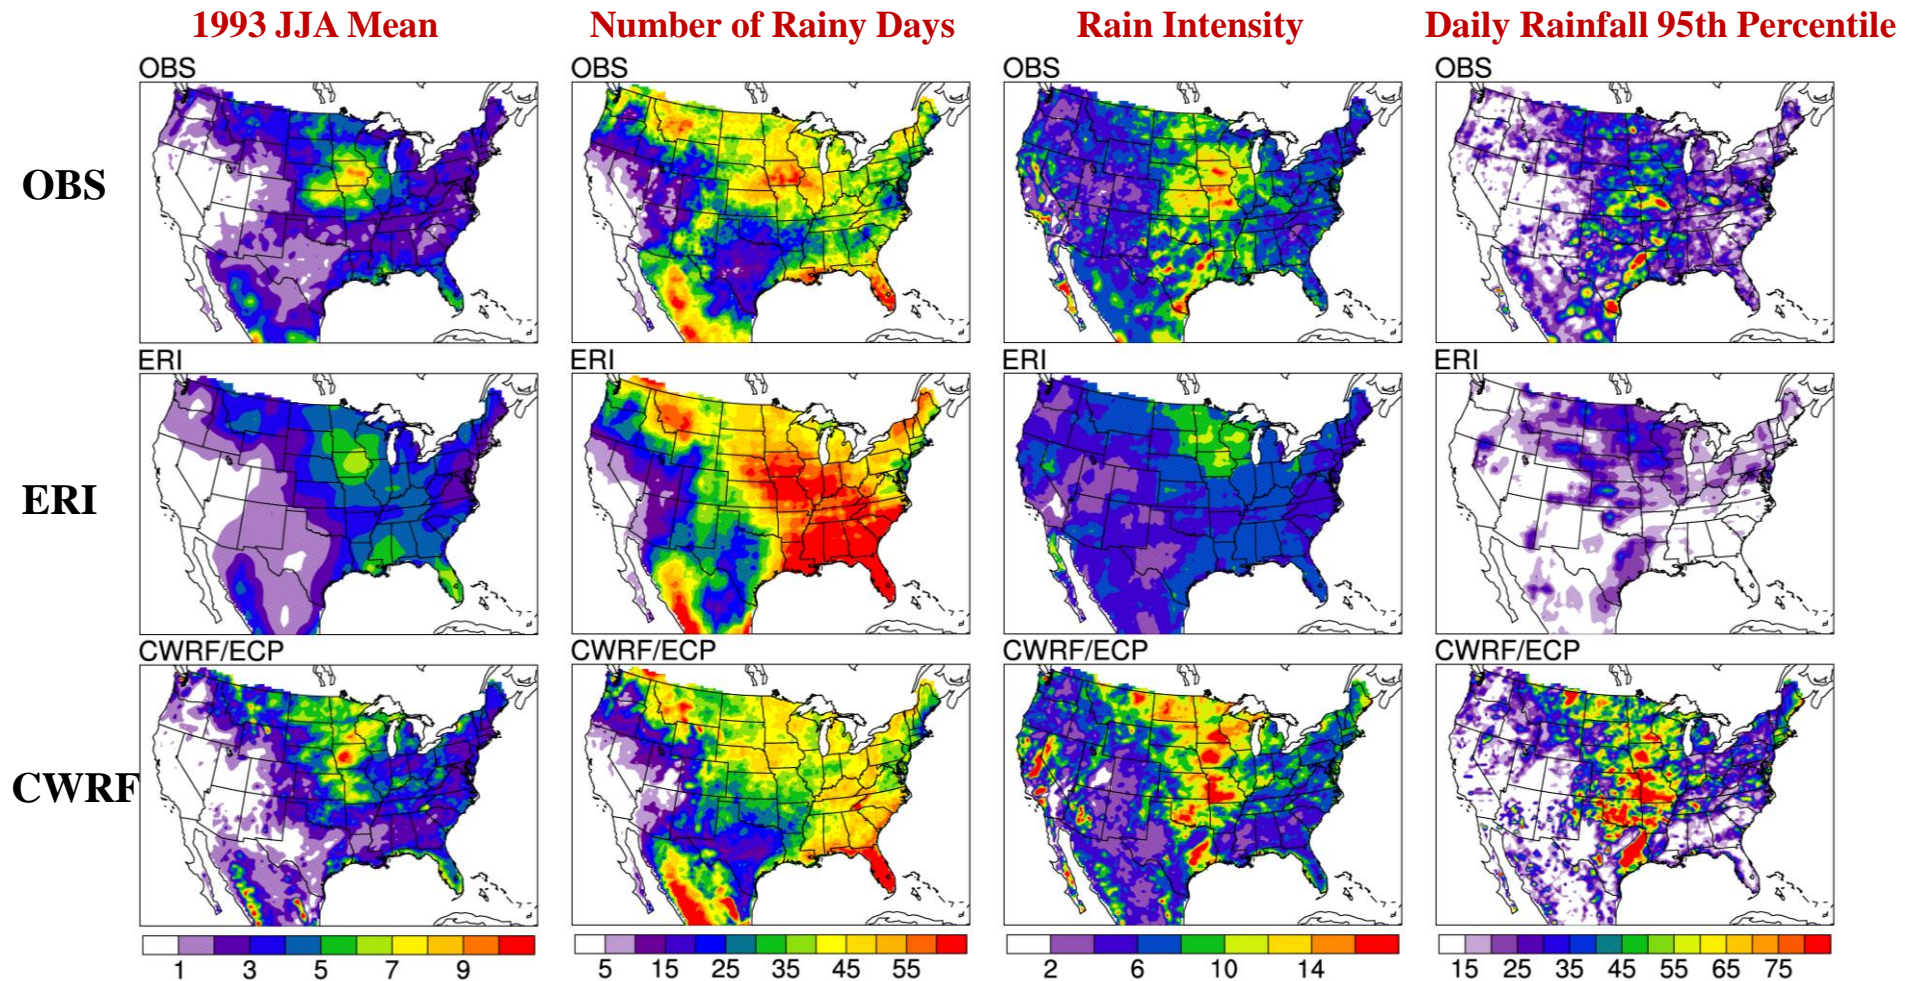 1993 JJA Mean Number of Rainy Days Rain Intensity Daily Rainfall 95th Percentile
OBS OBS OBS OBS
OBS
ERI ERI ERI ERI
ERI
CWRF/ECP CWRF/ECP CWRF/ECP CWRF/ECP
CWRF
1 3 5 7 9 5 15 25 35 45 55 2 6 10 14 15 25 35 45 55 65 75